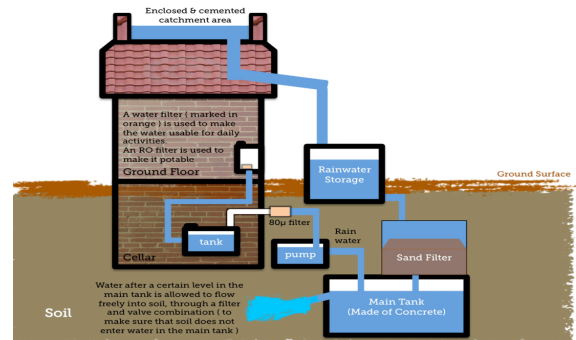 Enclosed & cemented
catchment area
A water filter ( marked in
orange ) is used to make
the water usable for daily
activities.
An RO filter is used to
make it potable
Ground Floor
Rainwater
Storage
Ground Surface
80µ filter
Rain
water
tank
pump
Sand Filter
Cellar
Water after a certain level in the
main tank is allowed to flow
freely into soil, through a filter
and valve combination ( to
make sure that soil does not
enter water in the main tank )
Main Tank
(Made of Concrete)
Soil